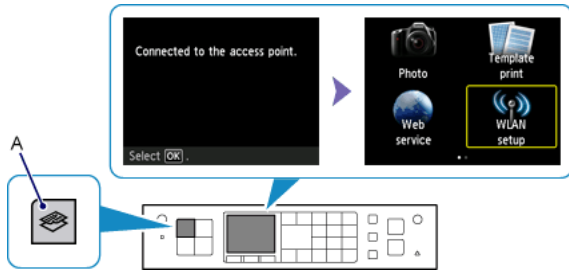 Connected to the access point.
Select OK .
Photo
Template
print
Web
service
WLAN
setup
A